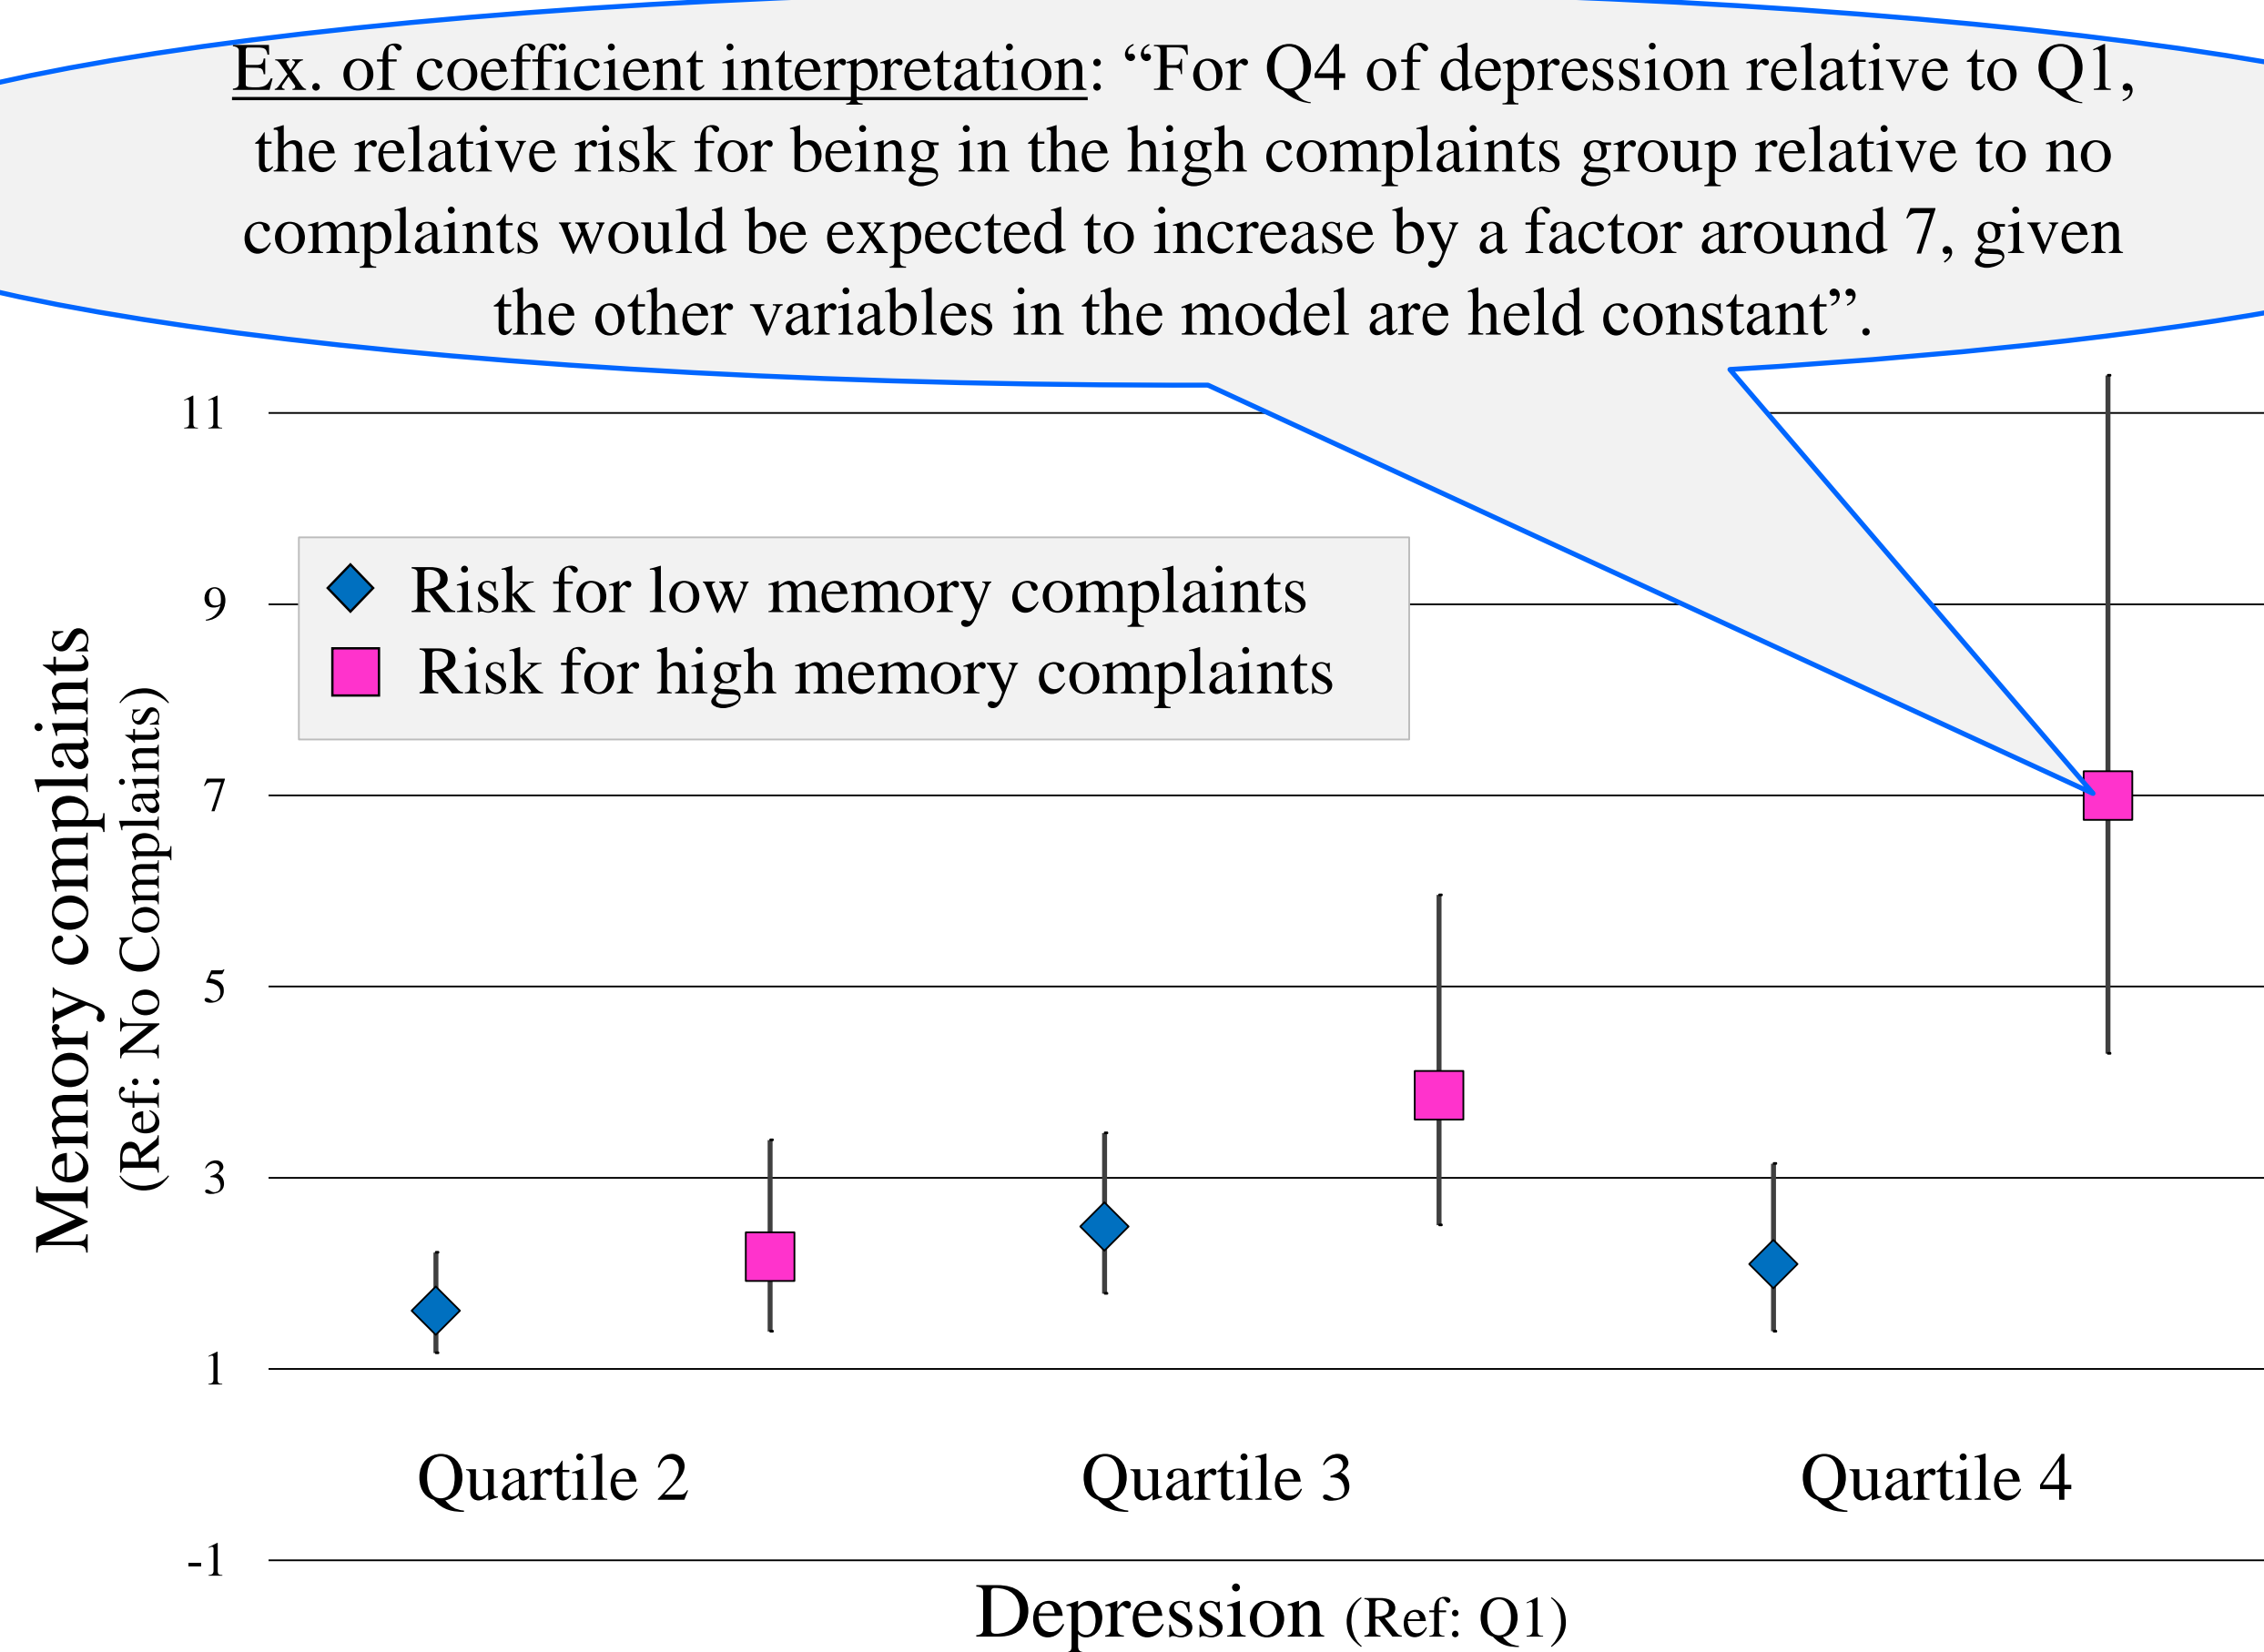 Ex. of coefficient interpretation: “For Q4 of depression relative to Q1,
the relative risk for being in the high complaints group relative to no
complaints would be expected to increase by a factor around 7, given
the other variables in the model are held constant”.
11
9
7
5
3
1
-1
Risk for low memory complaints
Risk for high memory complaints
Memory complaints
(Ref: No Complaints)
Quartile 2
Quartile 3
Quartile 4
Depression (Ref: Q1)